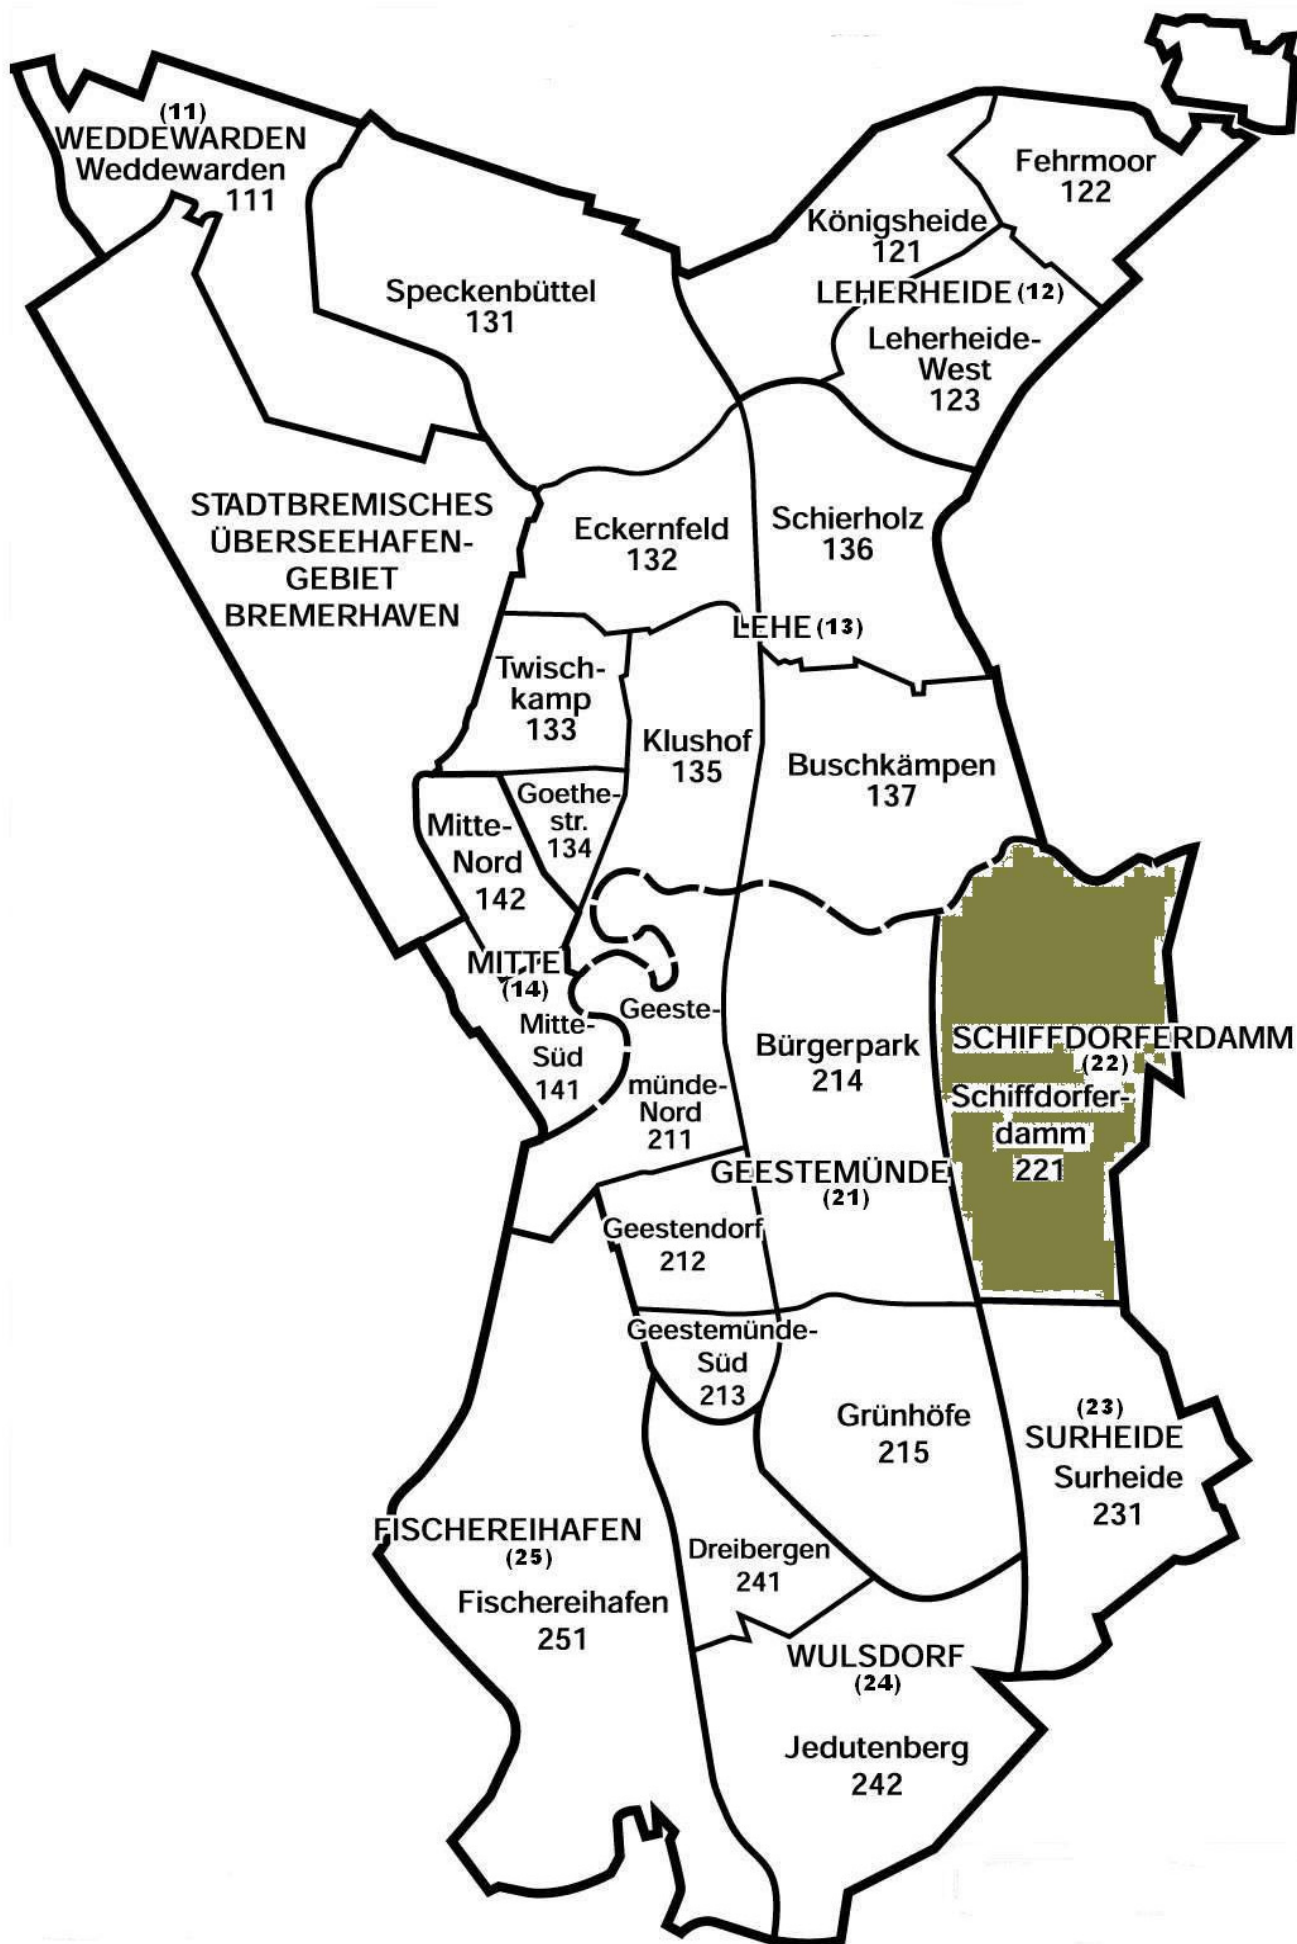 (11)
WEDDEWARDEN
Weddewarden
111
Fehrmoor
122
Königsheide
121
LEHERHEIDE (12)
Leherheide-
West
123
Speckenbüttel
131
STADTBREMISCHES
ÜBERSEEHAFEN-
GEBIET
BREMERHAVEN
Eckernfeld
132
Schierholz
136
LEHE (13)
Twisch-
kamp
133
Klushof
135
Buschkämpen
137
Goethe-
str.
134
Mitte-
Nord
142
MITTE
(14)
Mitte-
Süd
141
Geeste-
münde-
Nord
211
Bürgerpark
214
SCHIFFDORFERDAMM
(22)
Schiffdorfer-
damm
221
GEESTEMÜNDE
(21)
Geestendorf
212
Geestemünde-
Süd
213
Grünhöfe
215
(23)
SURHEIDE
Surheide
231
FISCHEREIHAFEN
(25)
Fischereihafen
251
Dreibergen
241
WULSDORF
(24)
Jedutenberg
242